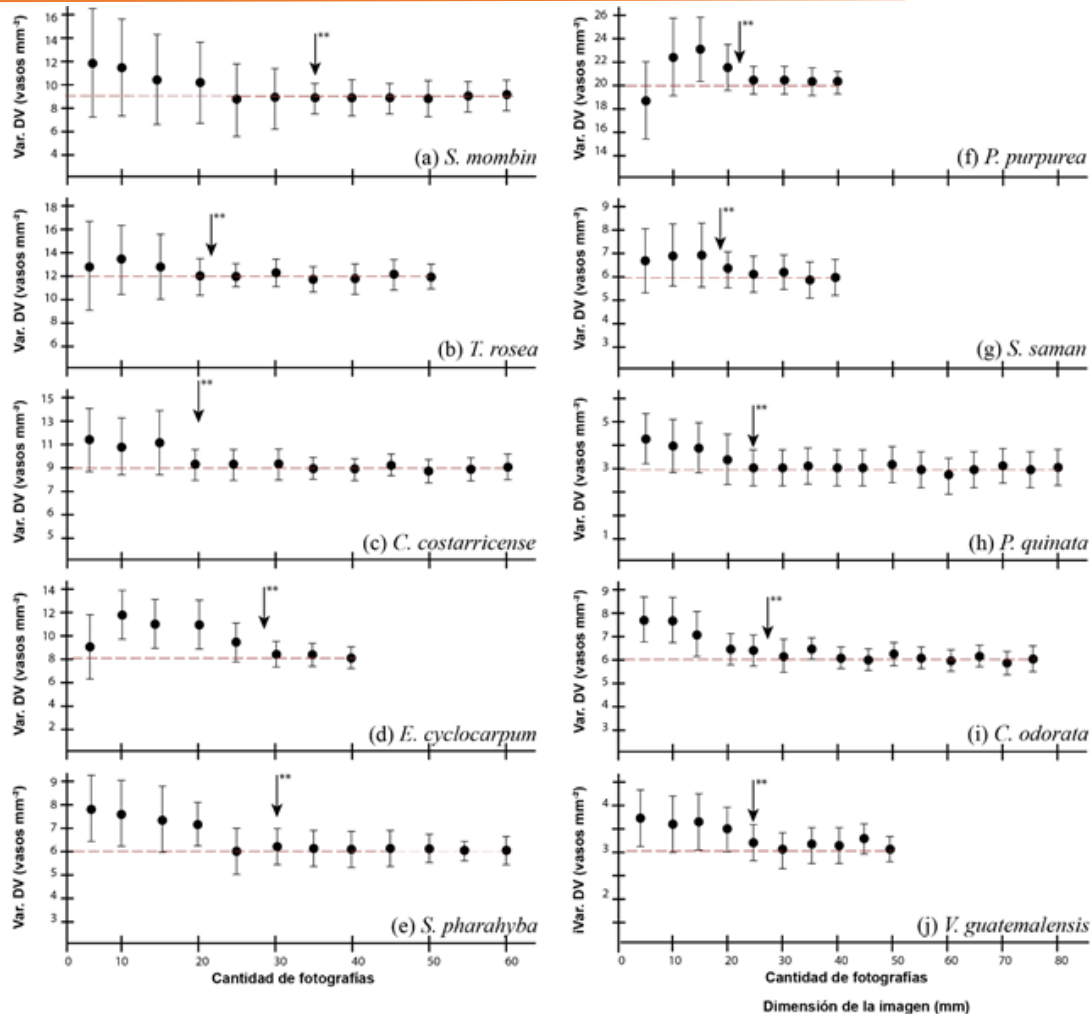 Var. DV (vasos mm⁻²)
16
14
12
10
8
6
4
**
(a) S. mombin
Var. DV (vasos mm⁻²)
18
16
14
12
10
8
6
**
(b) T. rosea
Var. DV (vasos mm⁻²)
15
13
11
9
7
5
**
(c) C. costarricense
Var. DV (vasos mm⁻²)
14
12
10
8
6
4
2
**
(d) E. cyclocarpum
Var. DV (vasos mm⁻²)
9
8
7
6
5
4
3
**
(e) S. pharahyba
0 10 20 30 40 50 60
Cantidad de fotografías
Var. DV (vasos mm⁻²)
26
24
22
20
18
16
14
**
(f) P. purpurea
Var. DV (vasos mm⁻²)
9
8
7
6
5
4
3
**
(g) S. saman
Var. DV (vasos mm⁻²)
5
3
1
**
(h) P. quinata
Var. DV (vasos mm⁻²)
9
8
7
6
5
4
3
**
(i) C. odorata
iVar. DV (vasos mm⁻²)
4
3
2
**
(j) V. guatemalensis
0 10 20 30 40 50 60 70 80
Cantidad de fotografías
Dimensión de la imagen (mm)